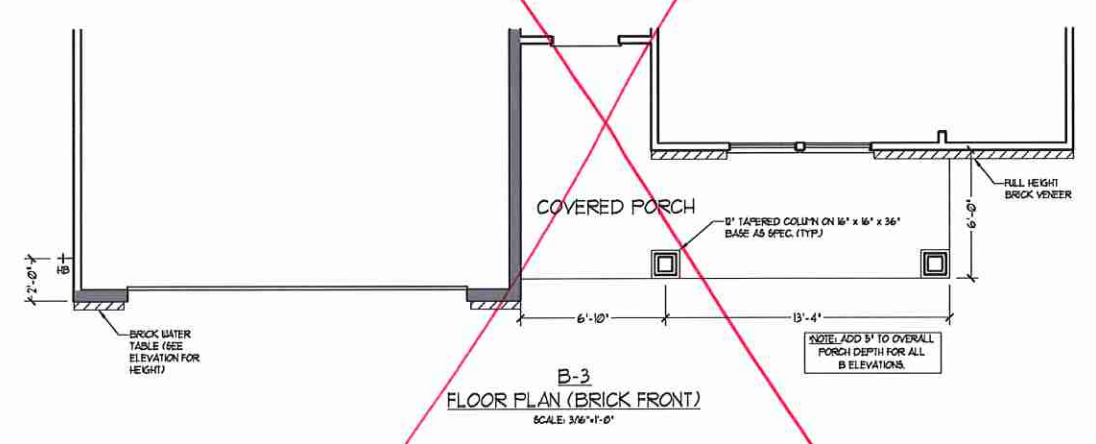 COVERED PORCH
12" TAPERED COLUMN ON 16" x 16" x 36"
BASE AS SPEC. (TYP.)
FULL HEIGHT
BRICK VENEER
6'-0"
2'-0"
HB
BRICK WATER
TABLE (SEE
ELEVATION FOR
HEIGHT)
6'-10"
13'-4"
NOTE: ADD 5" TO OVERALL
PORCH DEPTH FOR ALL
B ELEVATIONS.
B-3
FLOOR PLAN (BRICK FRONT)
SCALE: 3/16"=1'-0"